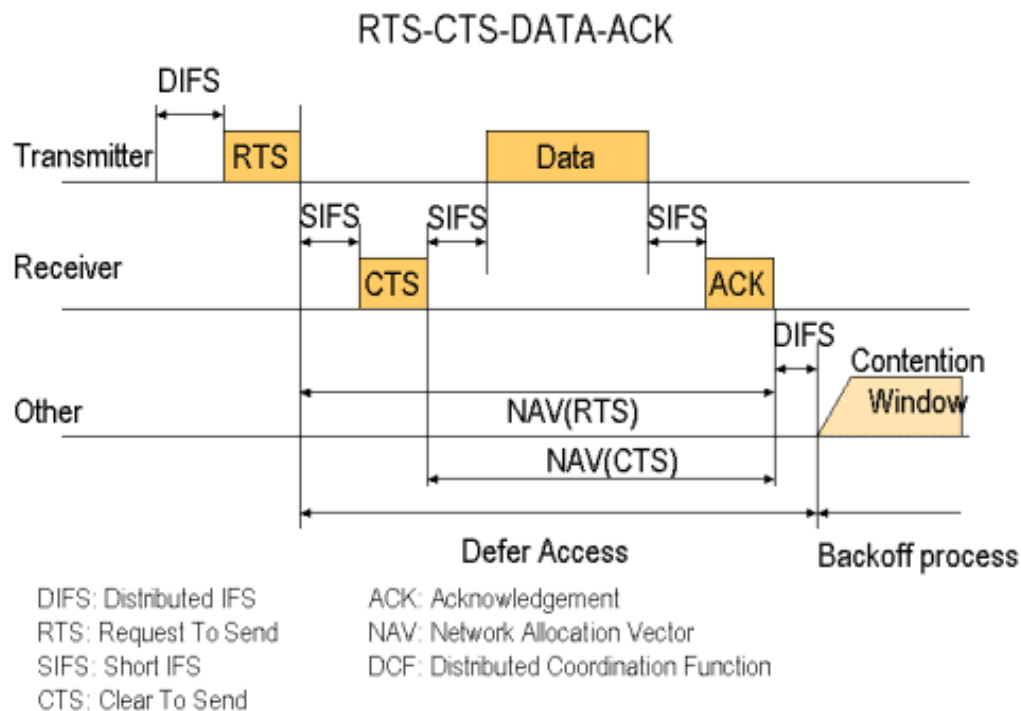 RTS-CTS-DATA-ACK
DIFS
Transmitter
RTS
Data
SIFS
SIFS
SIFS
Receiver
CTS
ACK
DIFS
Contention
Window
Other
NAV(RTS)
NAV(CTS)
Defer Access
Backoff process
DIFS: Distributed IFS
ACK: Acknowledgement
RTS: Request To Send
NAV: Network Allocation Vector
SIFS: Short IFS
DCF: Distributed Coordination Function
CTS: Clear To Send